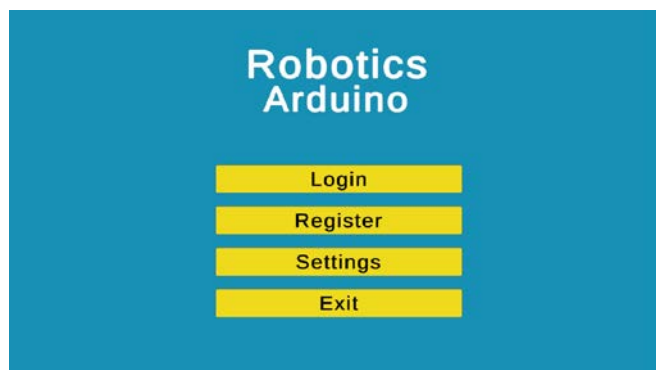 Robotics
Arduino
Login
Register
Settings
Exit